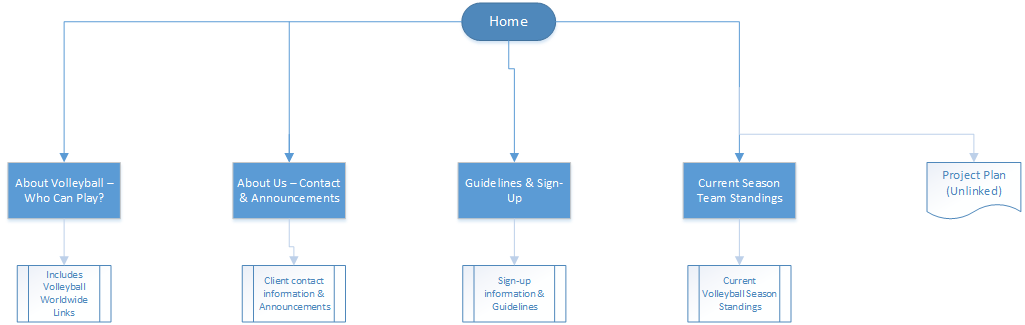 Home
About Volleyball –
Who Can Play?
About Us – Contact
& Announcements
Guidelines & Sign-
Up
Current Season
Team Standings
Project Plan
(Unlinked)
Includes
Volleyball
Worldwide
Links
Client contact
information &
Announcements
Sign-up
information &
Guidelines
Current
Volleyball Season
Standings